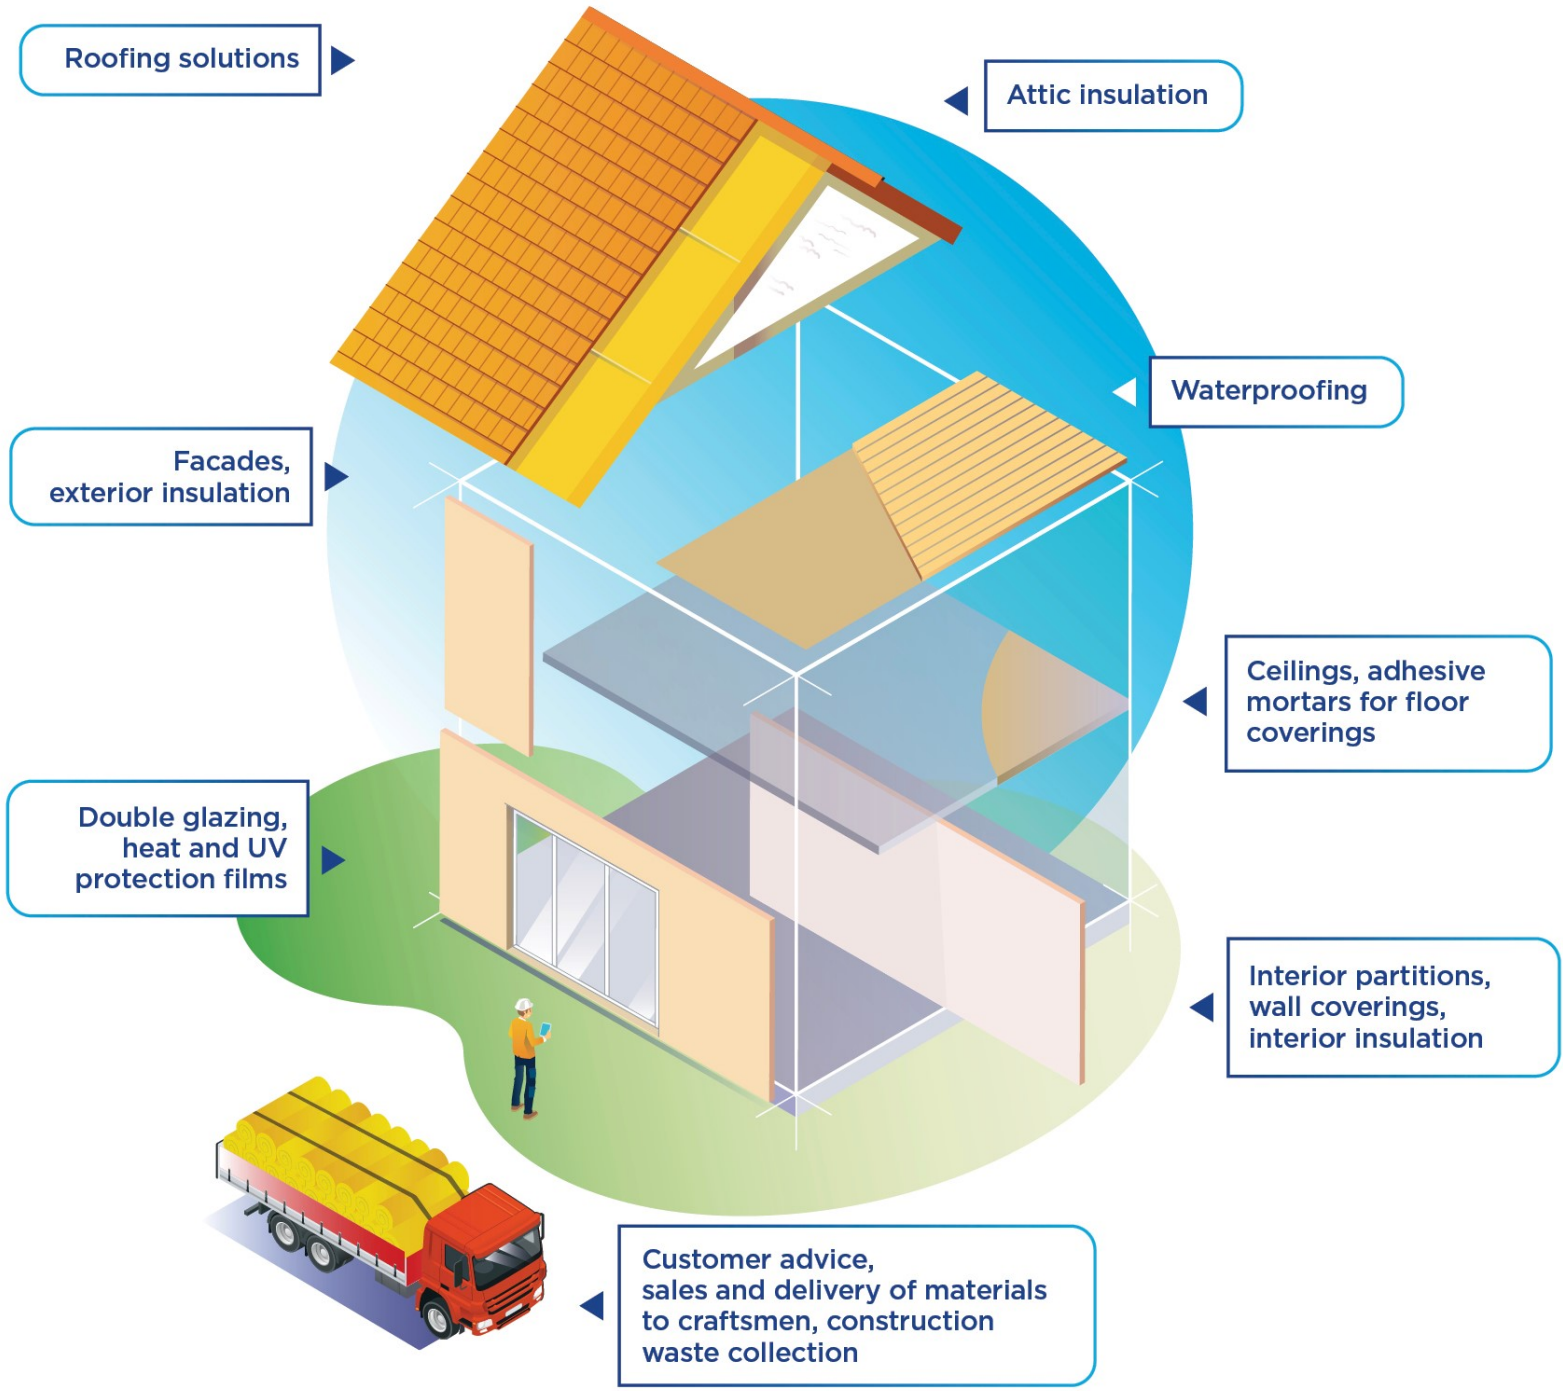 Roofing solutions
Attic insulation
Waterproofing
Facades,
exterior insulation
Ceilings, adhesive
mortars for floor
coverings
Double glazing,
heat and UV
protection films
Interior partitions,
wall coverings,
interior insulation
Customer advice,
sales and delivery of materials
to craftsmen, construction
waste collection